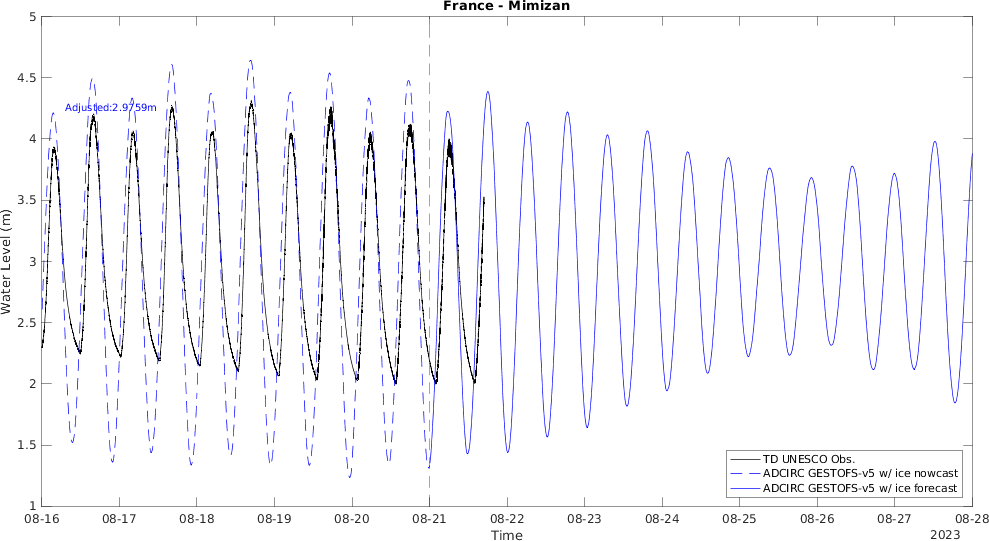 France - Mimizan
5
4.5
4
3.5
3
2.5
2
1.5
1
Water Level (m)
Adjusted:2.9759m
TD UNESCO Obs.
ADCIRC GESTOFS-v5 w/ ice nowcast
ADCIRC GESTOFS-v5 w/ ice forecast
08-16 08-17 08-18 08-19 08-20 08-21 08-22 08-23 08-24 08-25 08-26 08-27 08-28
Time
2023